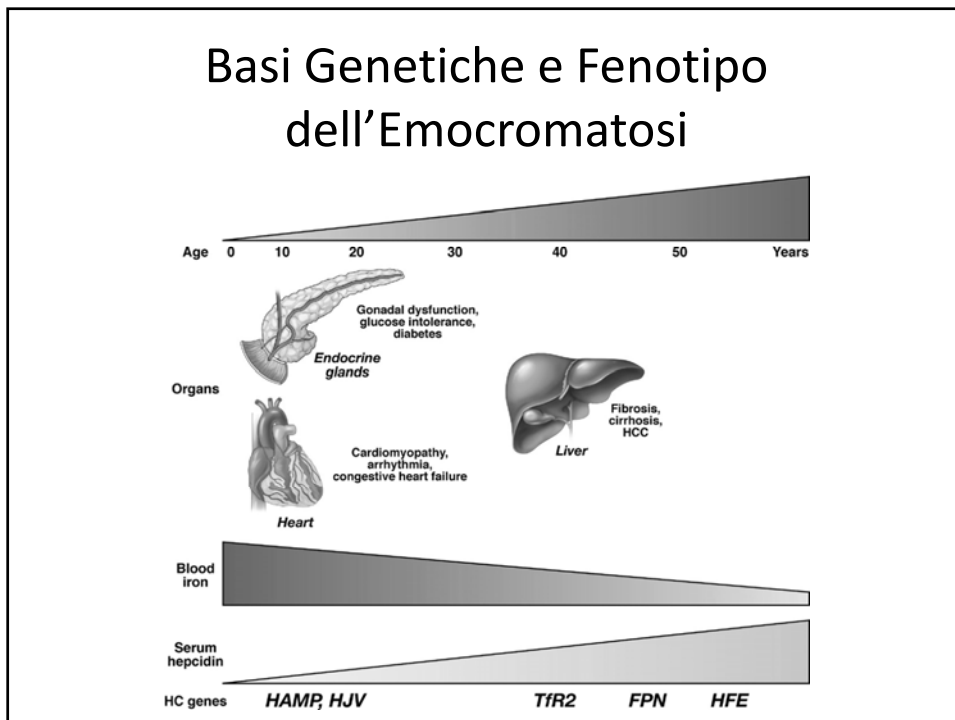 Basi Genetiche e Fenotipo
dell’Emocromatosi
Age 0 10 20 30 40 50 Years
Gonadal dysfunction,
glucose intolerance,
diabetes
Endocrine
glands
Organs
Fibrosis,
cirrhosis,
HCC
Liver
Cardiomyopathy,
arrhythmia,
congestive heart failure
Heart
Blood
iron
Serum
hepcidin
HC genes HAMP, HJV TfR2 FPN HFE